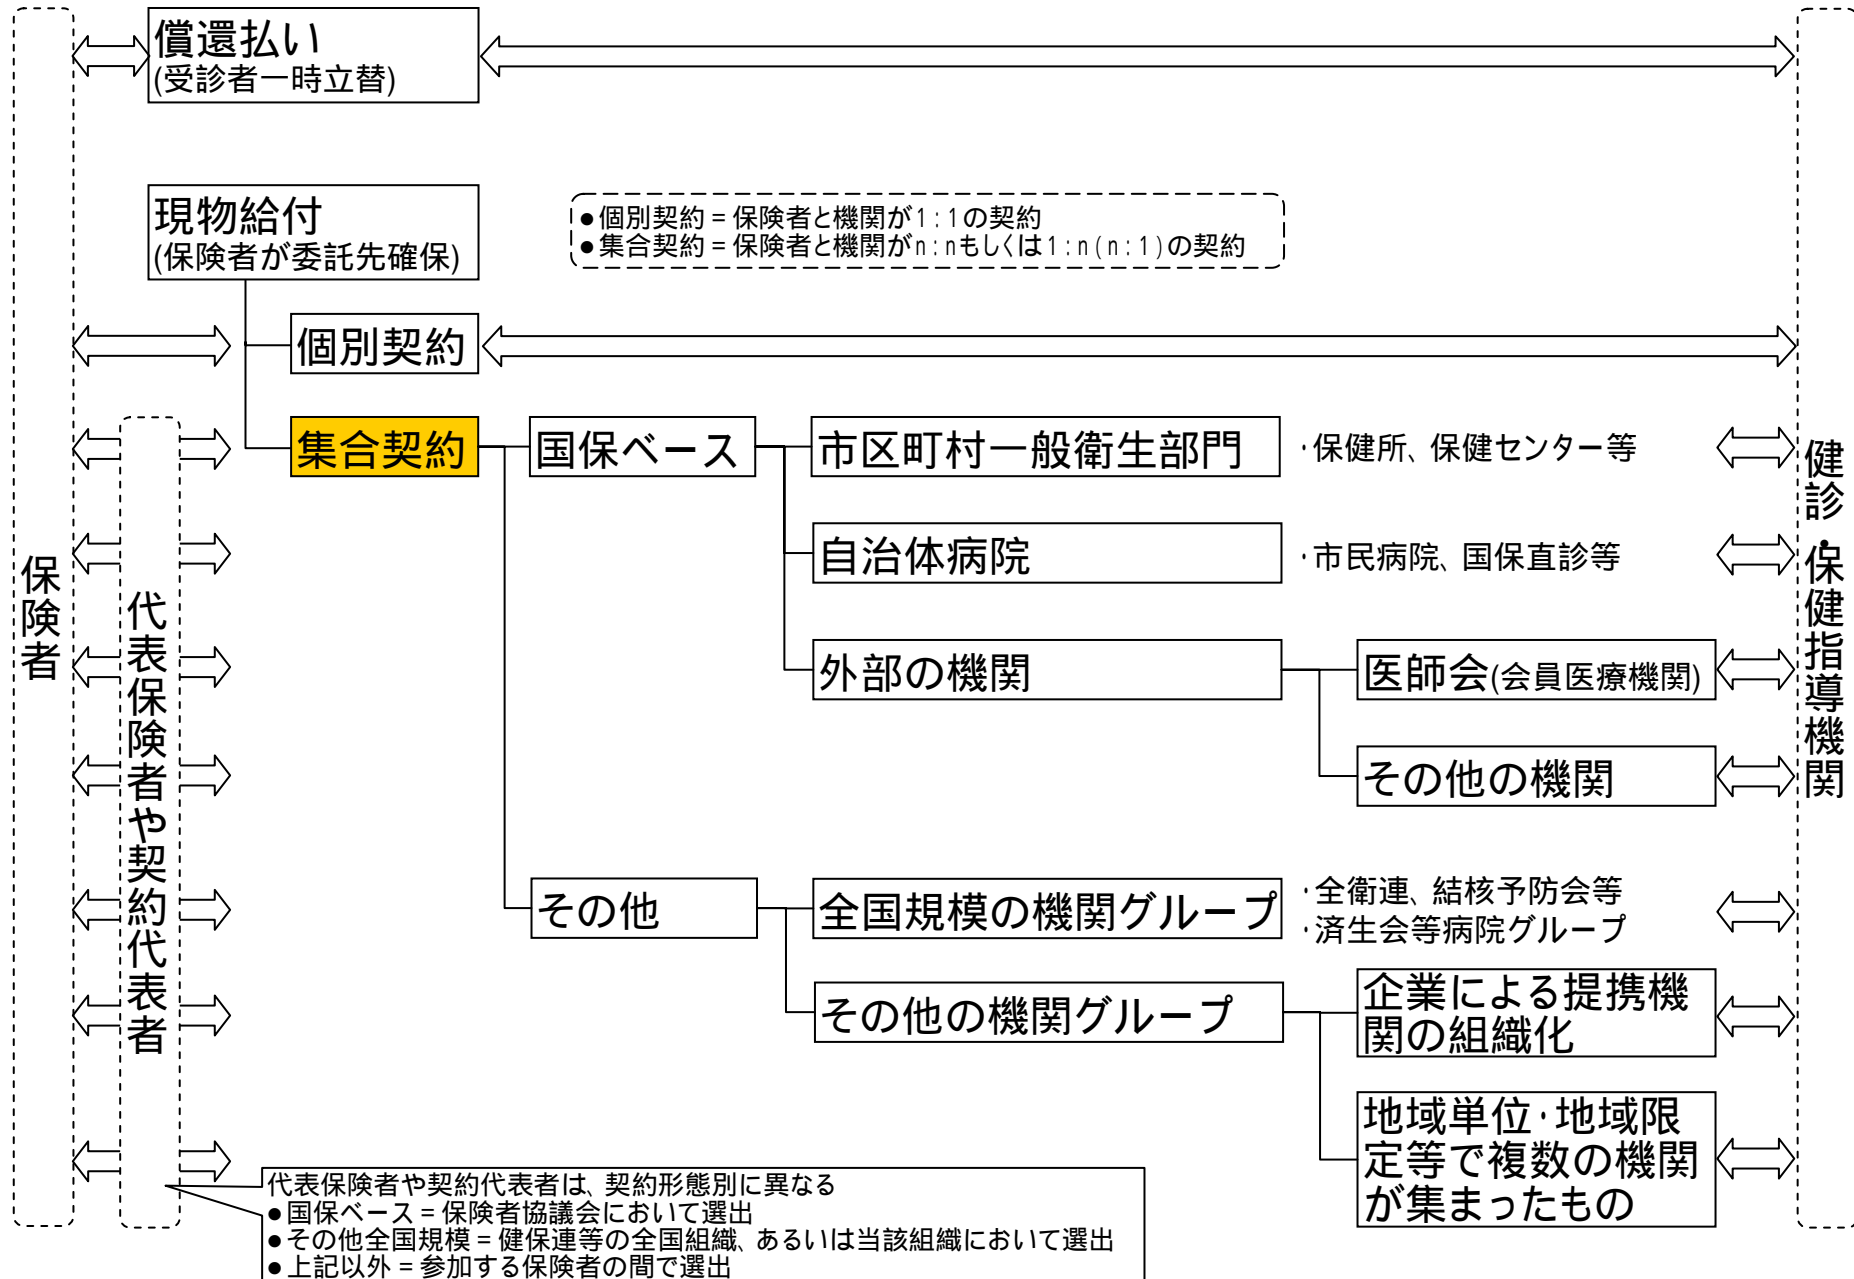 償還払い
(受診者一時立替)
現物給付
(保険者が委託先確保)
●個別契約＝保険者と機関が1:1の契約
●集合契約＝保険者と機関がn:nもしくは1:n(n:1)の契約
個別契約
集合契約
国保ベース
市区町村一般衛生部門
・保健所、保健センター等
自治体病院
・市民病院、国保直診等
外部の機関
医師会(会員医療機関)
その他の機関
その他
全国規模の機関グループ
・全衛連、結核予防会等
・済生会等病院グループ
その他の機関グループ
企業による提携機
関の組織化
地域単位・地域限
定等で複数の機関
が集まったもの
保険者
代表保険者や契約代表者
健診・保健指導機関
代表保険者や契約代表者は、契約形態別に異なる
●国保ベース＝保険者協議会において選出
●その他全国規模＝健保連等の全国組織、あるいは当該組織において選出
●上記以外＝参加する保険者の間で選出